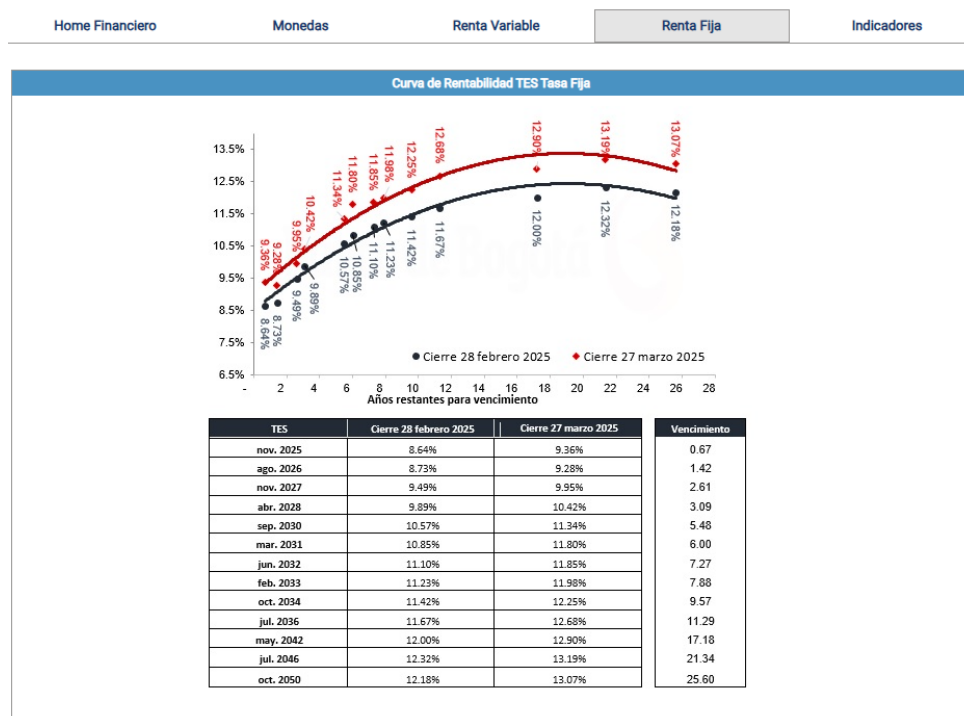 Home Financiero Monedas Renta Variable Renta Fija Indicadores
Curva de Rentabilidad TES Tasa Fija
13.5%
12.5%
11.5%
10.5%
9.5%
8.5%
7.5%
6.5%
9.36%
9.28%
9.95%
10.42%
11.34%
11.80%
11.85%
11.98%
12.25%
12.68%
12.90%
13.19%
13.07%
8.64%
8.73%
9.49%
9.89%
10.57%
10.85%
11.10%
11.23%
11.42%
11.67%
12.00%
12.32%
12.18%
Bogotá
Cierre 28 febrero 2025 Cierre 27 marzo 2025
- 2 4 6 8 10 12 14 16 18 20 22 24 26 28
Años restantes para vencimiento
TES Cierre 28 febrero 2025 Cierre 27 marzo 2025 Vencimiento
nov. 2025 8.64% 9.36% 0.67
ago. 2026 8.73% 9.28% 1.42
nov. 2027 9.49% 9.95% 2.61
abr. 2028 9.89% 10.42% 3.09
sep. 2030 10.57% 11.34% 5.48
mar. 2031 10.85% 11.80% 6.00
jun. 2032 11.10% 11.85% 7.27
feb. 2033 11.23% 11.98% 7.88
oct. 2034 11.42% 12.25% 9.57
jul. 2036 11.67% 12.68% 11.29
may. 2042 12.00% 12.90% 17.18
jul. 2046 12.32% 13.19% 21.34
oct. 2050 12.18% 13.07% 25.60